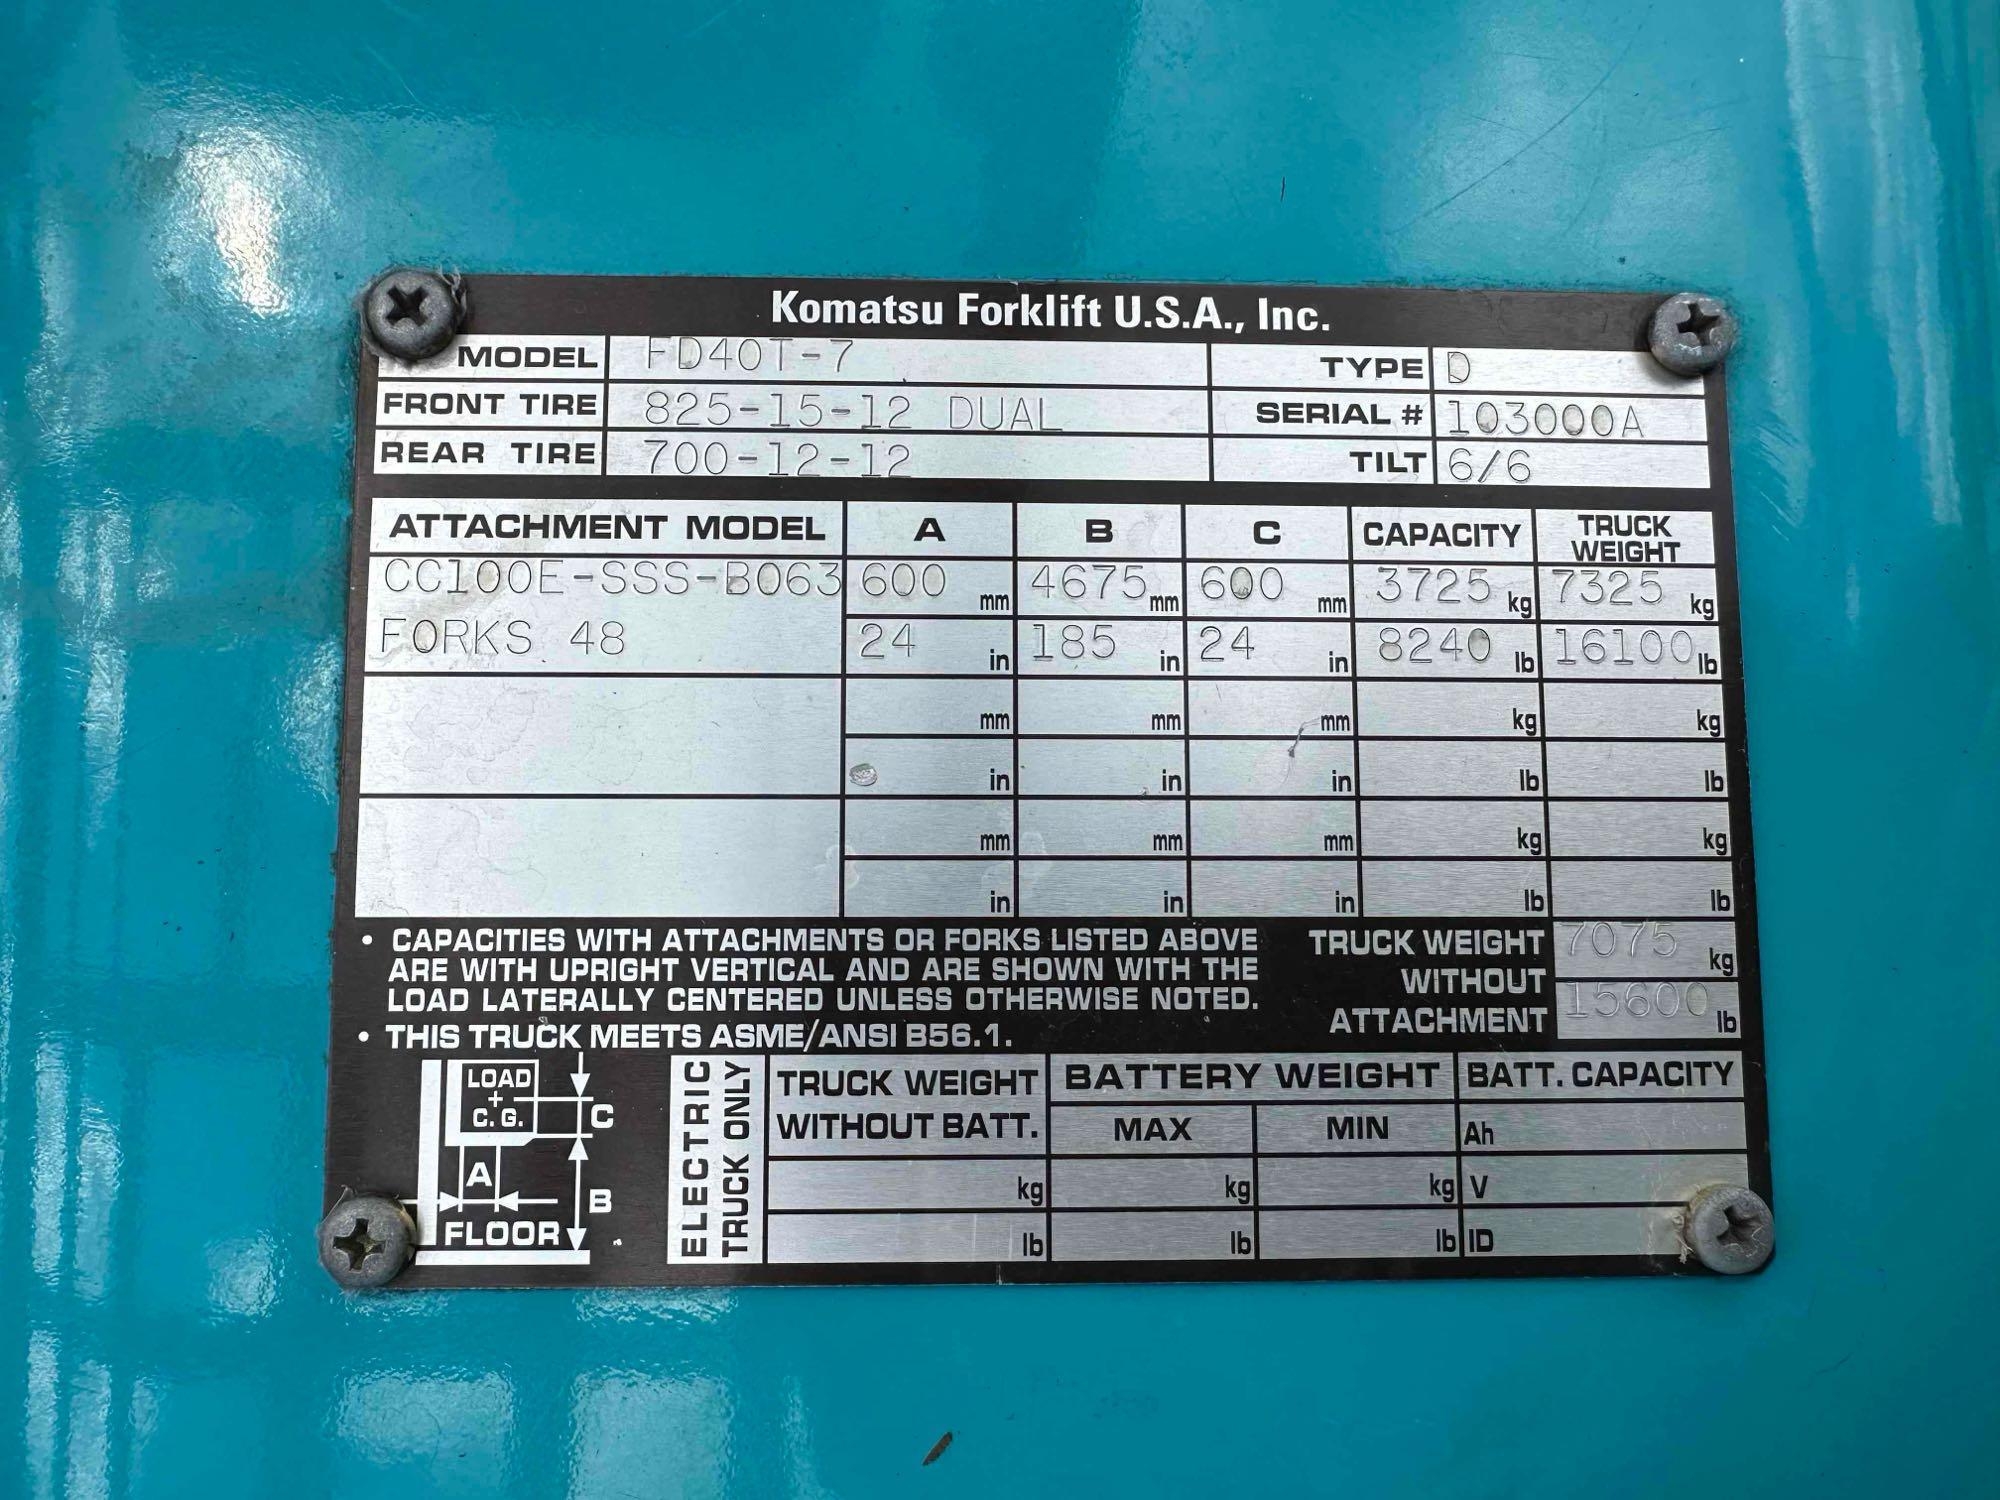 Komatsu Forklift U.S.A., Inc.
MODEL FD40T-7 TYPE D
FRONT TIRE 825-15-12 DUAL SERIAL # 103000A
REAR TIRE 700-12-12 TILT 6/6
ATTACHMENT MODEL A B C CAPACITY TRUCK WEIGHT
CC100E-SSS-B063 600 mm 4675 mm 600 mm 3725 kg 7325 kg
FORKS 48 24 in 185 in 24 in 8240 lb 16100 lb
mm mm mm kg kg
in in in lb lb
mm mm mm kg kg
in in in lb lb
• CAPACITIES WITH ATTACHMENTS OR FORKS LISTED ABOVE
ARE WITH UPRIGHT VERTICAL AND ARE SHOWN WITH THE
LOAD LATERALLY CENTERED UNLESS OTHERWISE NOTED.
• THIS TRUCK MEETS ASME/ANSI B56.1.
TRUCK WEIGHT 7075 kg
WITHOUT
ATTACHMENT 15600 lb
LOAD
+
C.G.
C
A
B
FLOOR
ELECTRIC
TRUCK ONLY
TRUCK WEIGHT
WITHOUT BATT.
kg
lb
BATTERY WEIGHT
MAX MIN
kg kg
lb lb
BATT. CAPACITY
Ah
V
ID